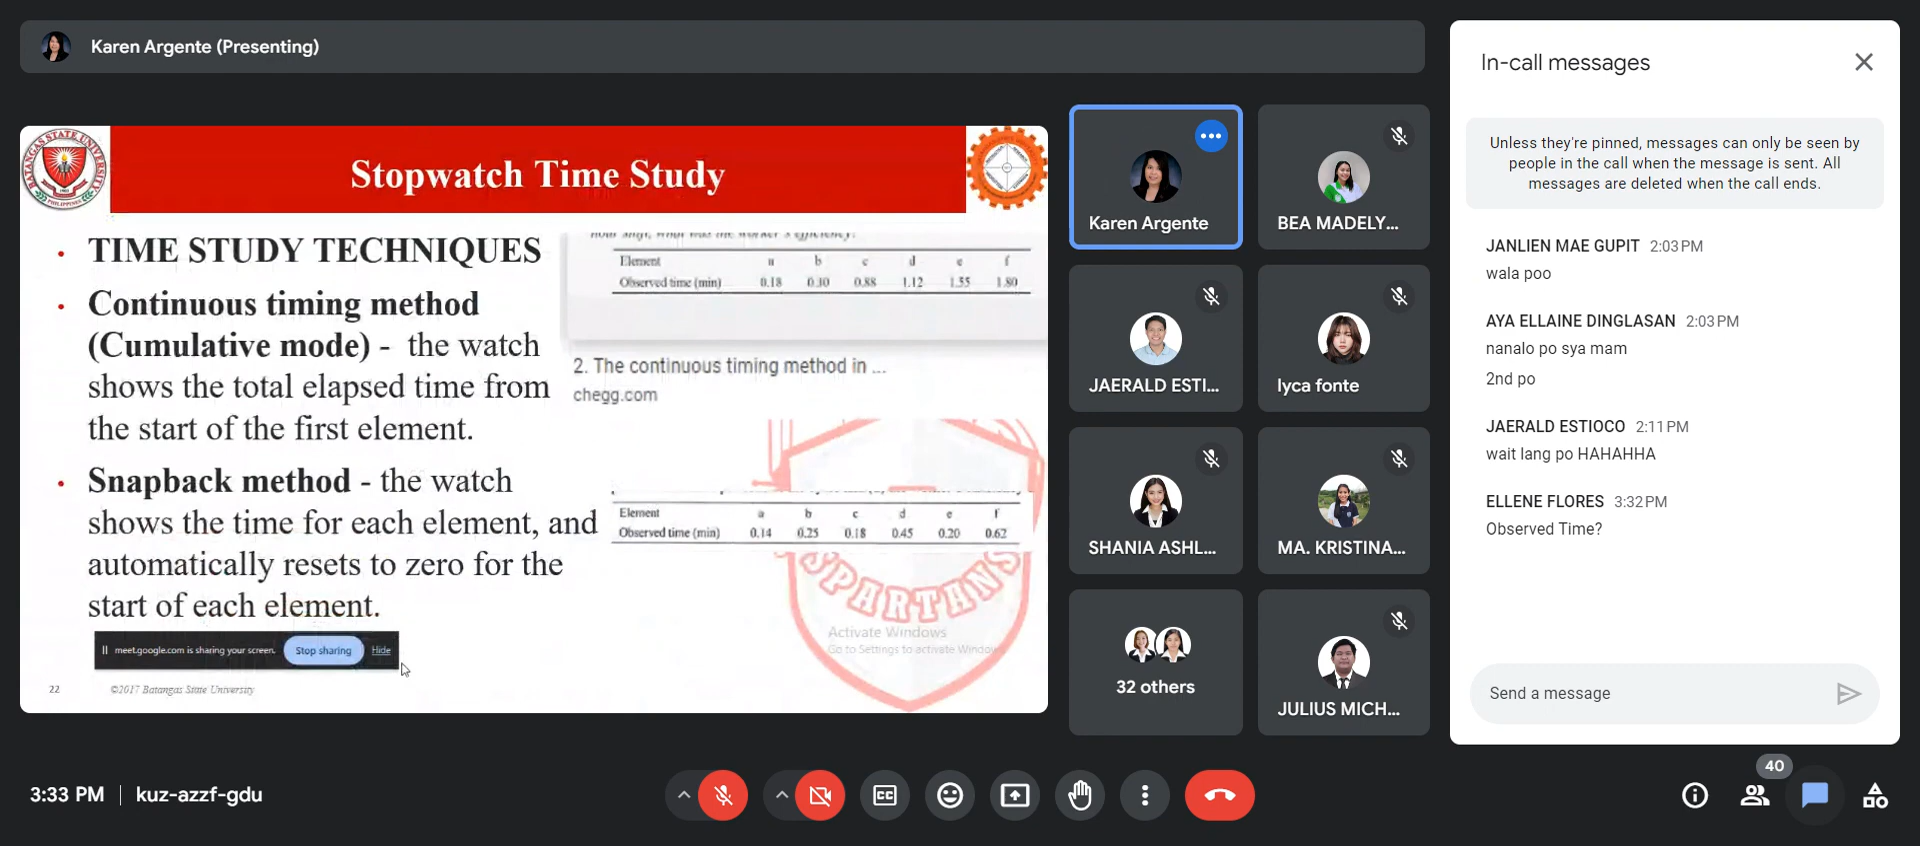 Karen Argente (Presenting)
BATANGAS STATE UNIVERSITY
Stopwatch Time Study
• TIME STUDY TECHNIQUES
• Continuous timing method
(Cumulative mode) - the watch
shows the total elapsed time from
the start of the first element.
• Snapback method - the watch
shows the time for each element, and
automatically resets to zero for the
start of each element.
Element a b c d e f
Observed time (min) 0.18 0.30 0.88 1.12 1.55 1.80
2. The continuous timing method in ...
chegg.com
Element a b c d e f
Observed time (min) 0.14 0.25 0.18 0.45 0.20 0.62
SPARTANS
Activate Windows
Go to Settings to activate Windows
meet.google.com is sharing your screen. Stop sharing Hide
22 ©2017 Batangas State University
Karen Argente
BEA MADELY...
JAERALD ESTI...
lyca fonte
SHANIA ASHL...
MA. KRISTINA...
32 others
JULIUS MICH...
In-call messages
Unless they're pinned, messages can only be seen by
people in the call when the message is sent. All
messages are deleted when the call ends.
JANLIEN MAE GUPIT 2:03 PM
wala poo
AYA ELLAINE DINGLASAN 2:03 PM
nanalo po sya mam
2nd po
JAERALD ESTIOCO 2:11 PM
wait lang po HAHAHHA
ELLENE FLORES 3:32 PM
Observed Time?
Send a message
3:33 PM | kuz-azzf-gdu
CC
40